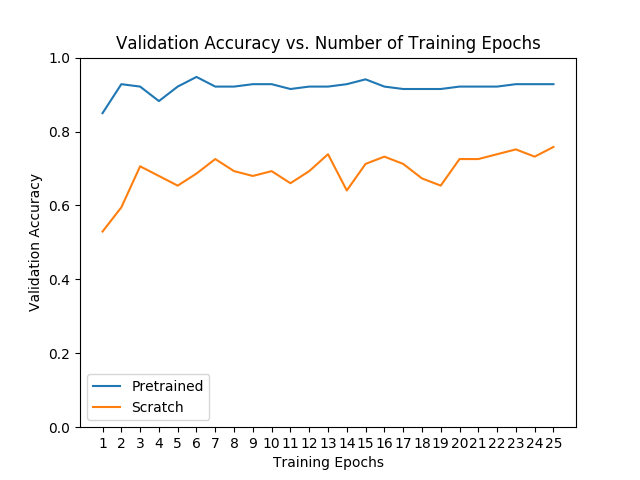 Validation Accuracy vs. Number of Training Epochs
1.0
0.8
0.6
0.4
0.2
0.0
Validation Accuracy
Pretrained
Scratch
1 2 3 4 5 6 7 8 9 10 11 12 13 14 15 16 17 18 19 20 21 22 23 24 25
Training Epochs